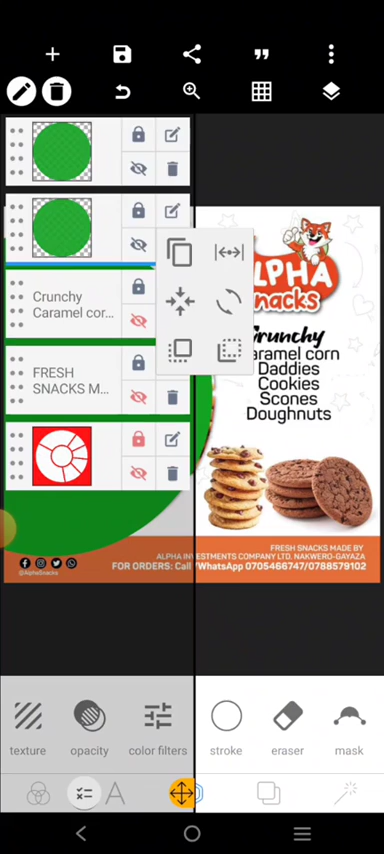 Crunchy
Caramel cor...
FRESH
SNACKS M...
LPHA
nacks
Crunchy
aramel corn
Daddies
Cookies
Scones
Doughnuts
FRESH SNACKS MADE BY
ALPHA INVESTMENTS COMPANY LTD. NAKWERO-GAYAZA
FOR ORDERS: Call /WhatsApp 0705466747/0788579102
@AlphaSnacks
texture
opacity
color filters
stroke
eraser
mask
A